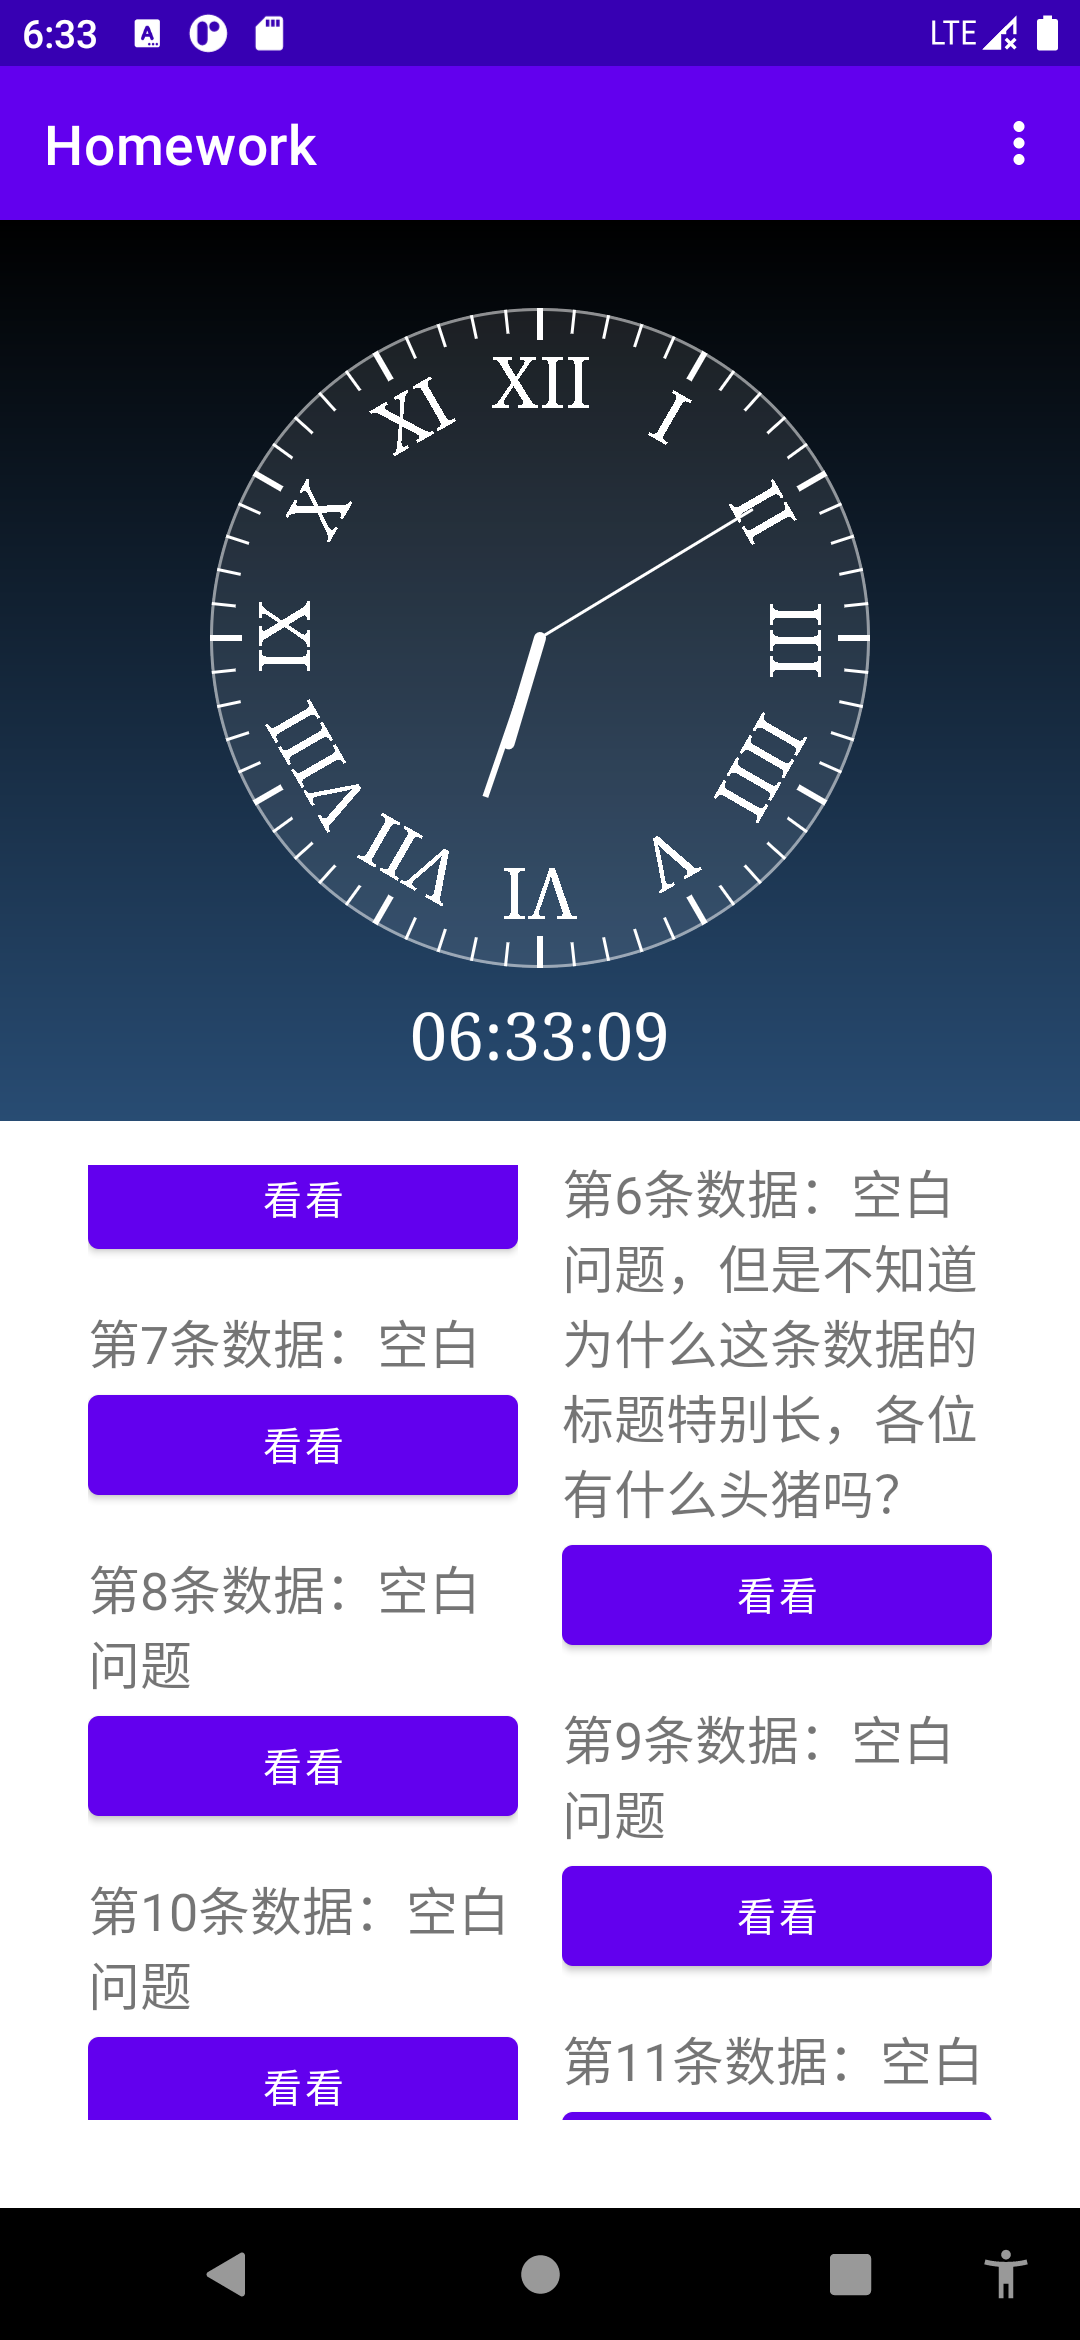 6:33
LTE
Homework
XII
I
II
III
IIII
V
VI
VII
VIII
IX
X
XI
06:33:09
看看
第7条数据：空白
看看
第8条数据：空白
问题
看看
第10条数据：空白
问题
看看
第6条数据：空白
问题，但是不知道
为什么这条数据的
标题特别长，各位
有什么头猪吗？
看看
第9条数据：空白
问题
看看
第11条数据：空白